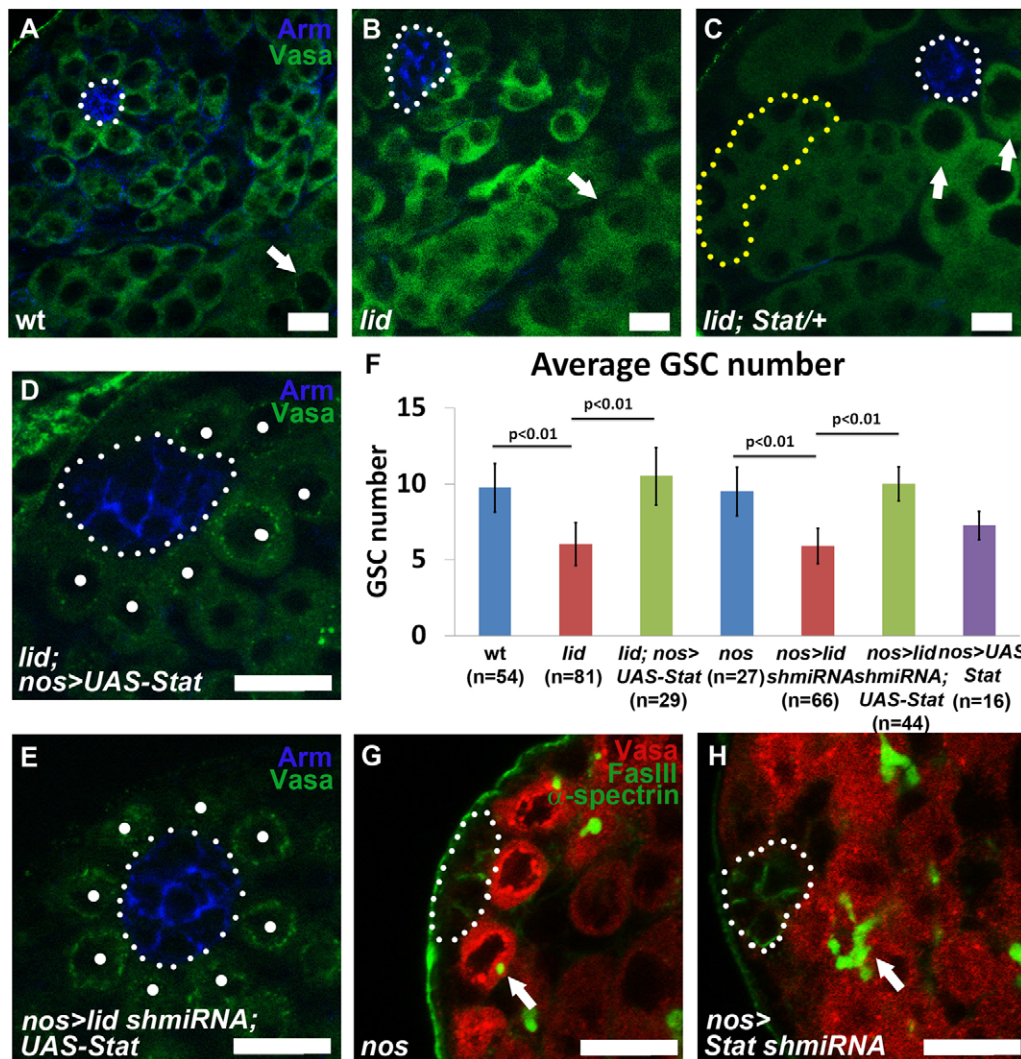 A
Arm
Vasa
wt
B
lid
C
lid; Stat/+
D
Arm
Vasa
lid;
nos>UAS-Stat
F
Average GSC number
GSC number
15
10
5
0
p<0.01
p<0.01
p<0.01
p<0.01
wt
(n=54)
lid
(n=81)
lid; nos>
UAS-Stat
(n=29)
nos
(n=27)
nos>lid
shmiRNA
(n=66)
nos>lid
shmiRNA;
UAS-Stat
(n=44)
nos>UAS
Stat
(n=16)
E
Arm
Vasa
nos>lid shmiRNA;
UAS-Stat
G
Vasa
FasIII
α-spectrin
nos
H
nos>
Stat shmiRNA